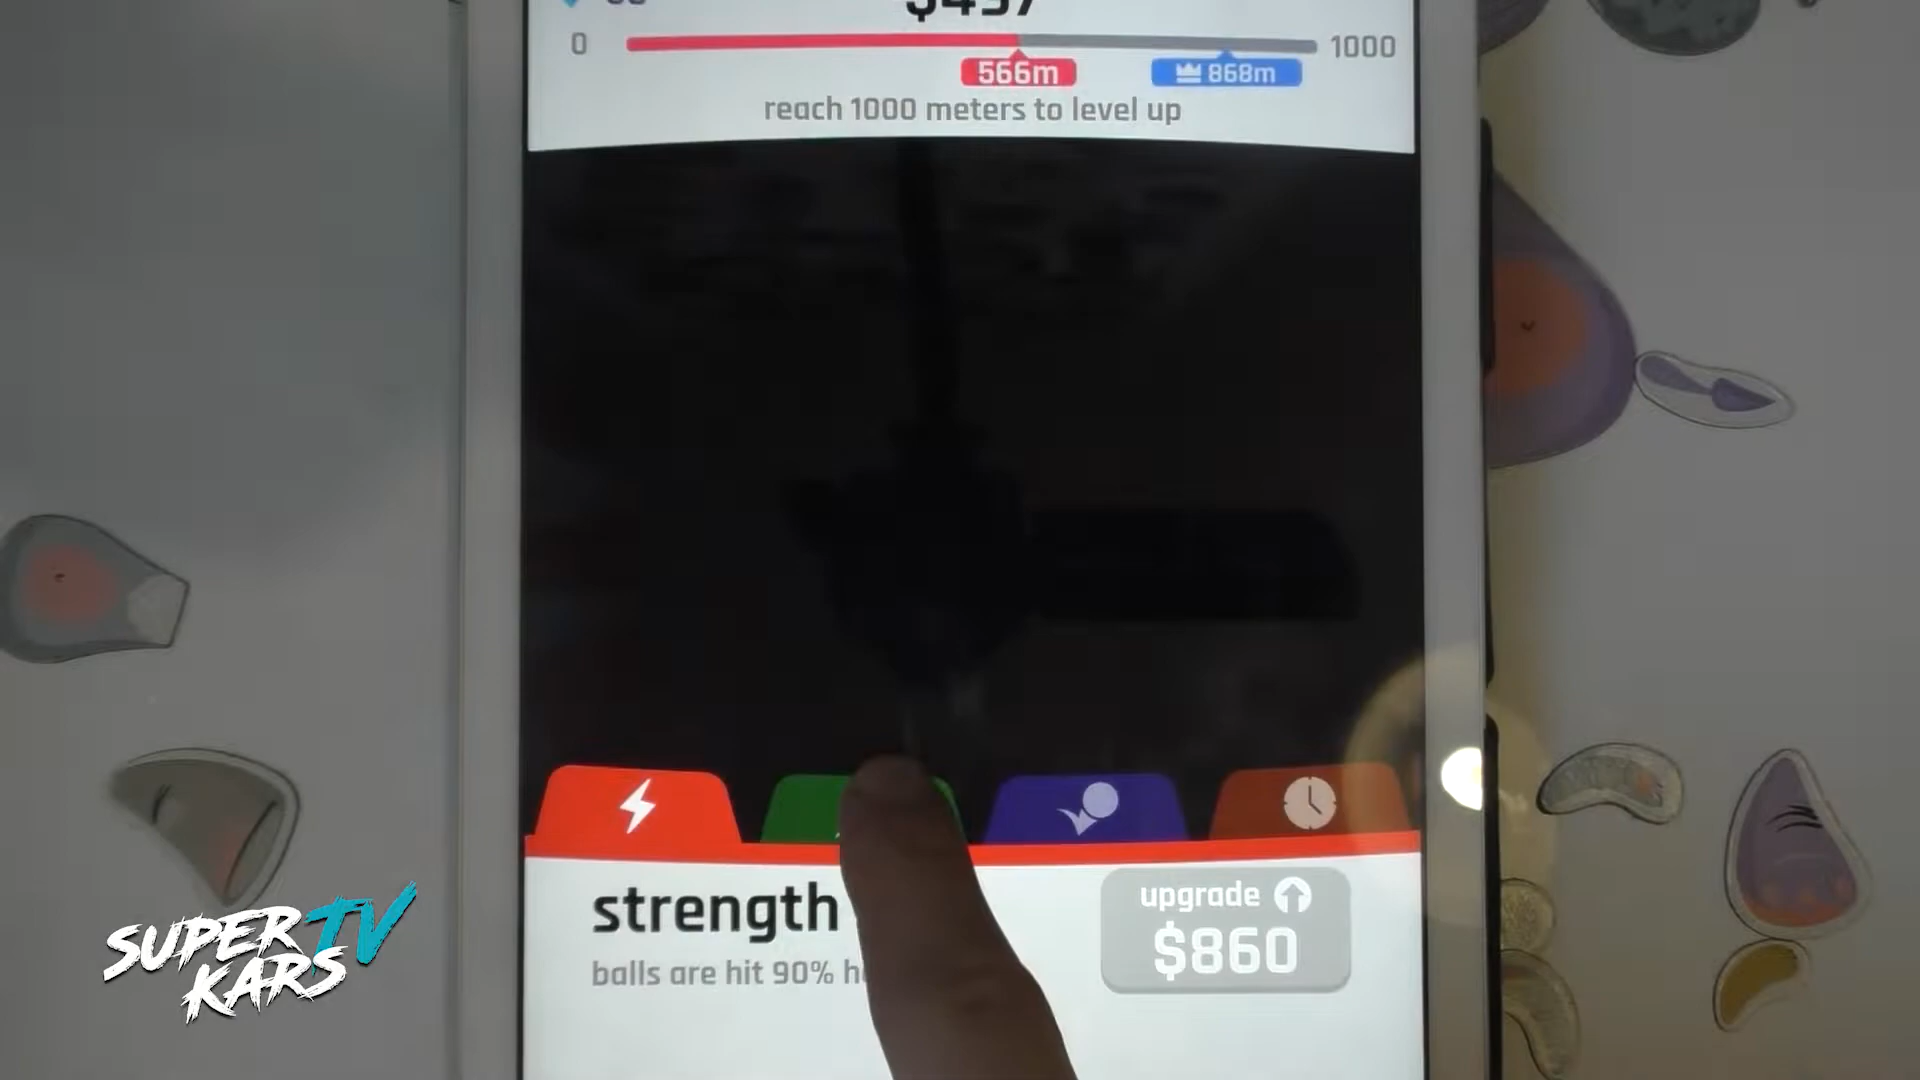 0
1000
566m
868m
reach 1000 meters to level up
strength
balls are hit 90%
upgrade
$860
SUPER TV
KARS